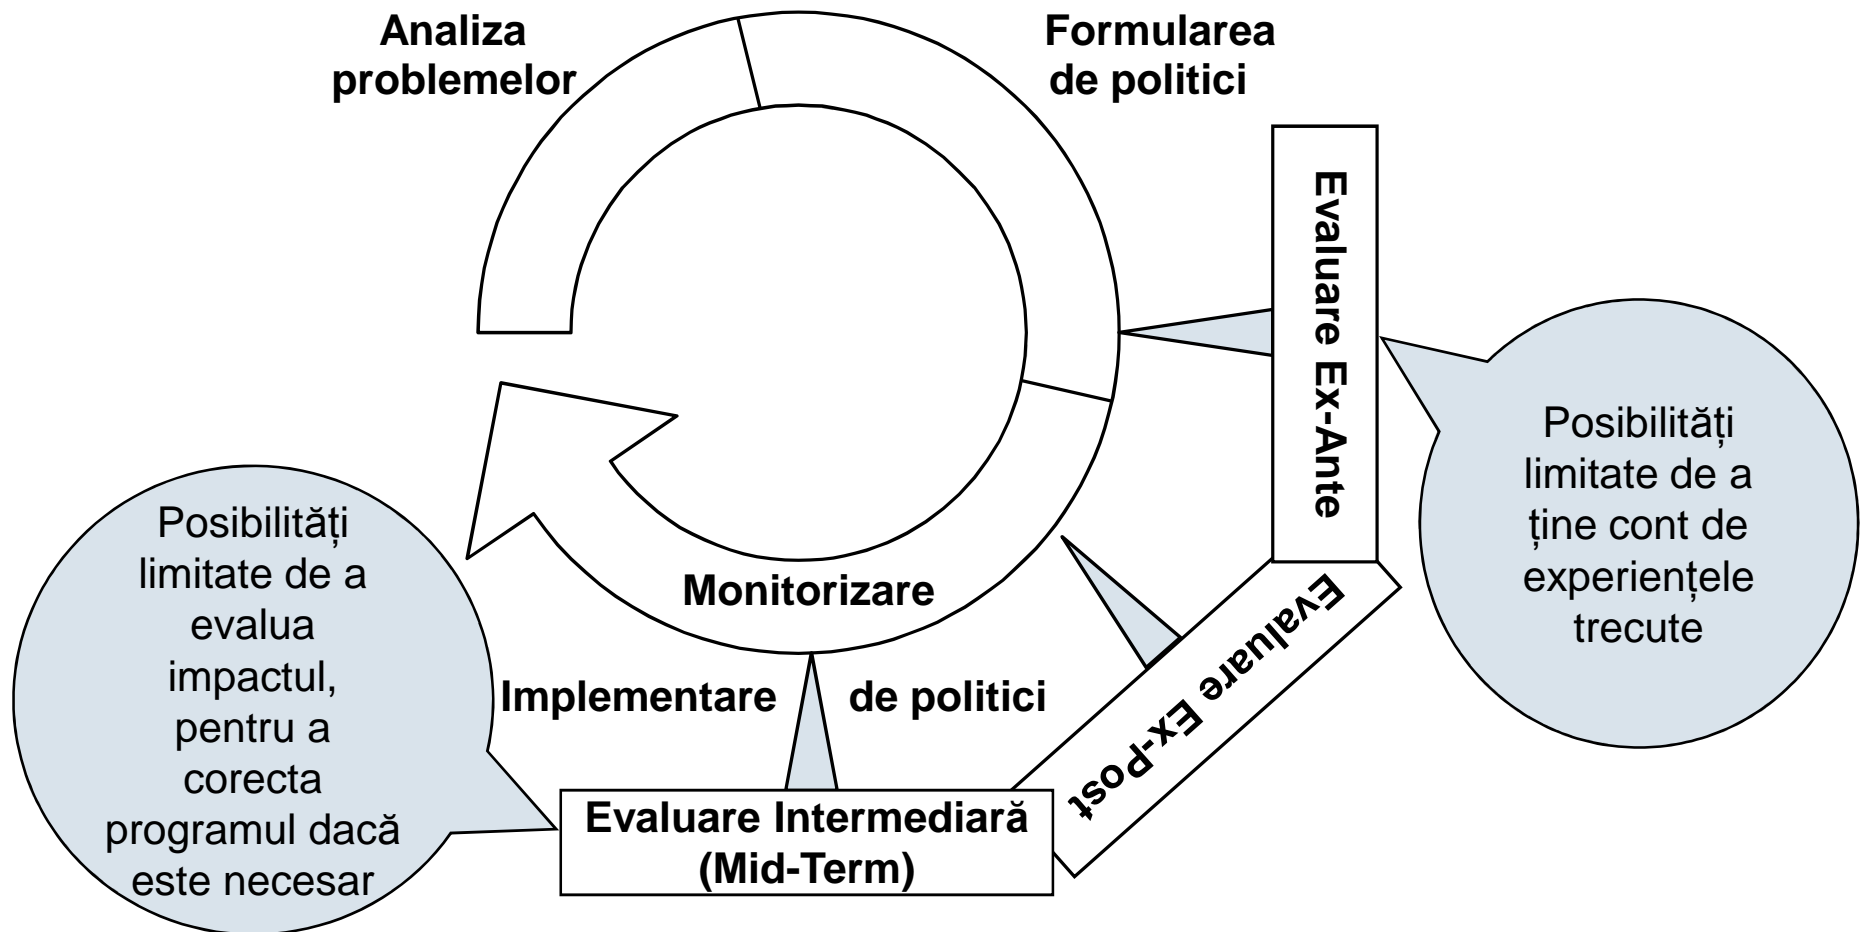 Analiza
problemelor
Formularea
de politici
Evaluare Ex-Ante
Posibilități
limitate de a
ține cont de
experiențele
trecute
Evaluare Ex-Post
Monitorizare
Implementare de politici
Evaluare Intermediară
(Mid-Term)
Posibilități
limitate de a
evalua
impactul,
pentru a
corecta
programul dacă
este necesar